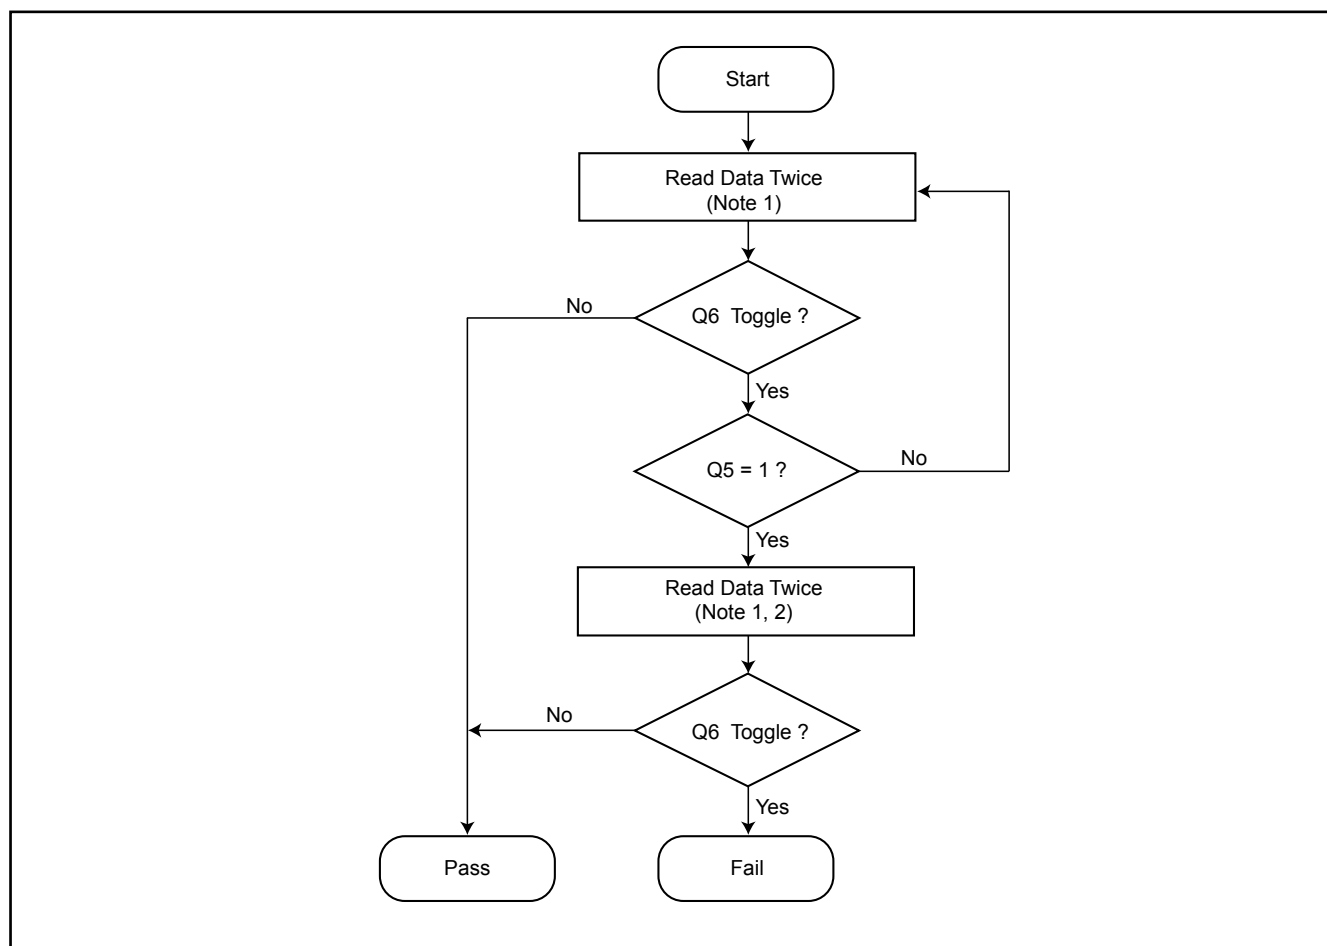 Start
Read Data Twice
(Note 1)
No
Q6 Toggle ?
Yes
Q5 = 1 ?
No
Yes
Read Data Twice
(Note 1, 2)
No
Q6 Toggle ?
Yes
Pass
Fail